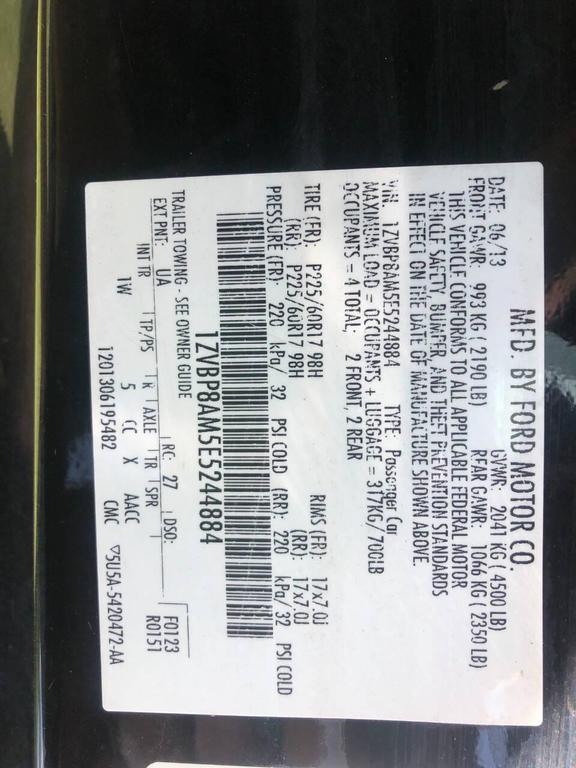 MFD. BY FORD MOTOR CO.
DATE: 06/13 GVWR: 2041 KG ( 4500 LB)
FRONT GAWR: 993 KG ( 2190 LB) REAR GAWR: 1066 KG ( 2350 LB)
THIS VEHICLE CONFORMS TO ALL APPLICABLE FEDERAL MOTOR
VEHICLE SAFETY, BUMPER, AND THEFT PREVENTION STANDARDS
IN EFFECT ON THE DATE OF MANUFACTURE SHOWN ABOVE.
VIN: 1ZVBP8AM5E5244884 TYPE: Passenger Car
MAXIMUM LOAD = OCCUPANTS + LUGGAGE = 317KG/700LB
OCCUPANTS = 4 TOTAL; 2 FRONT, 2 REAR
TIRE (FR): P225/60R17 98H RIMS (FR): 17x7.0J
(RR): P225/60R17 98H (RR): 17x7.0J
PRESSURE (FR): 220 kPa/ 32 PSI COLD (RR): 220 kPa/ 32 PSI COLD
1ZVBP8AM5E5244884
TRAILER TOWING - SEE OWNER GUIDE
EXT PNT: UA RC: 27 DSO: F0123
R0151
INT TR TP/PS R AXLE TR SPR
1W 5 CC X AACC CMC ▽5U5A-5420472-AA
1201306195482